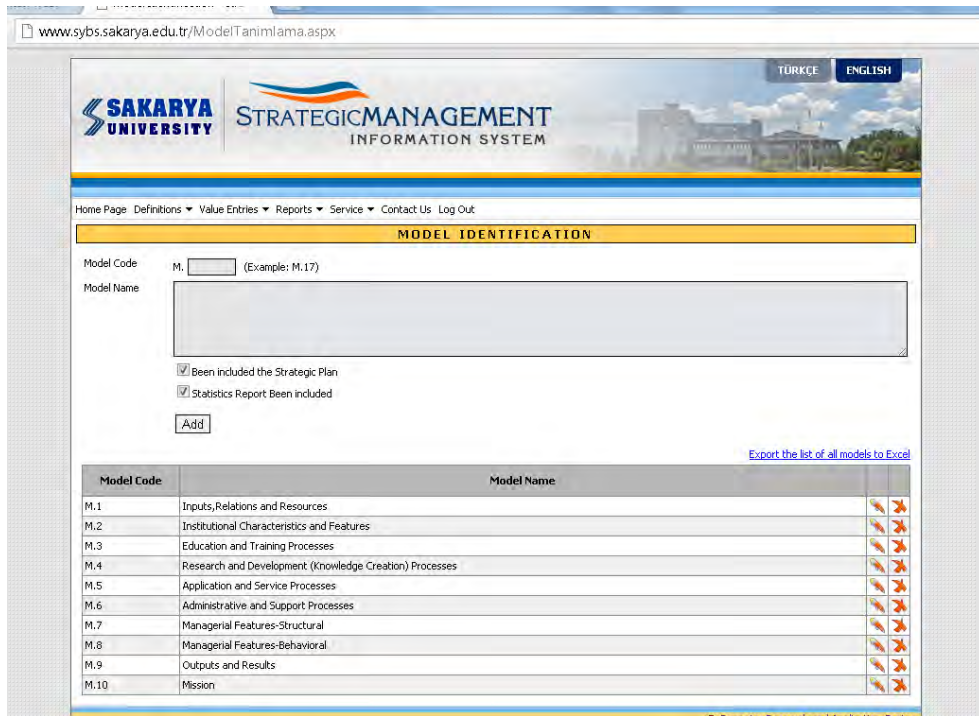 www.sybs.sakarya.edu.tr/ModelTanimlama.aspx
TÜRKÇE ENGLISH
SAKARYA UNIVERSITY
STRATEGICMANAGEMENT
INFORMATION SYSTEM
Home Page Definitions Value Entries Reports Service Contact Us Log Out
MODEL IDENTIFICATION
Model Code M. (Example: M.17)
Model Name
Been included the Strategic Plan
Statistics Report Been included
Add
Export the list of all models to Excel
Model Code Model Name
M.1 Inputs,Relations and Resources
M.2 Institutional Characteristics and Features
M.3 Education and Training Processes
M.4 Research and Development (Knowledge Creation) Processes
M.5 Application and Service Processes
M.6 Administrative and Support Processes
M.7 Managerial Features-Structural
M.8 Managerial Features-Behavioral
M.9 Outputs and Results
M.10 Mission